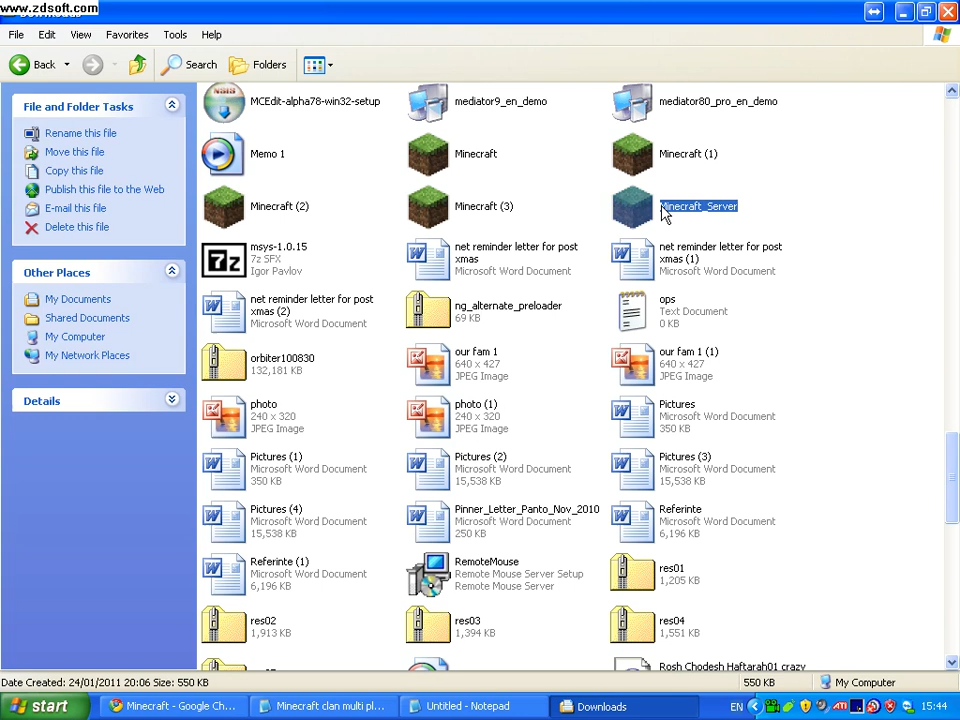 www.zdsoft.com
File Edit View Favorites Tools Help
Back Search Folders
File and Folder Tasks
Rename this file
Move this file
Copy this file
Publish this file to the Web
E-mail this file
Delete this file
Other Places
My Documents
Shared Documents
My Computer
My Network Places
Details
MCEdit-alpha78-win32-setup
mediator9_en_demo
mediator80_pro_en_demo
Memo 1
Minecraft
Minecraft (1)
Minecraft (2)
Minecraft (3)
Minecraft_Server
msys-1.0.15
7z SFX
Igor Pavlov
net reminder letter for post
xmas
Microsoft Word Document
net reminder letter for post
xmas (1)
Microsoft Word Document
net reminder letter for post
xmas (2)
Microsoft Word Document
ng_alternate_preloader
69 KB
ops
Text Document
0 KB
orbiter100830
132,181 KB
our fam 1
640 x 427
JPEG Image
our fam 1 (1)
640 x 427
JPEG Image
photo
240 x 320
JPEG Image
photo (1)
240 x 320
JPEG Image
Pictures
Microsoft Word Document
350 KB
Pictures (1)
Microsoft Word Document
350 KB
Pictures (2)
Microsoft Word Document
15,538 KB
Pictures (3)
Microsoft Word Document
15,538 KB
Pictures (4)
Microsoft Word Document
15,538 KB
Pinner_Letter_Panto_Nov_2010
Microsoft Word Document
250 KB
Referinte
Microsoft Word Document
6,196 KB
Referinte (1)
Microsoft Word Document
6,196 KB
RemoteMouse
Remote Mouse Server Setup
Remote Mouse Server
res01
1,205 KB
res02
1,913 KB
res03
1,394 KB
res04
1,551 KB
Rosh Chodesh Haftarah01 crazy
Date Created: 24/01/2011 20:06 Size: 550 KB 550 KB My Computer
start Minecraft - Google Ch... Minecraft clan multi pl... Untitled - Notepad Downloads EN 15:44